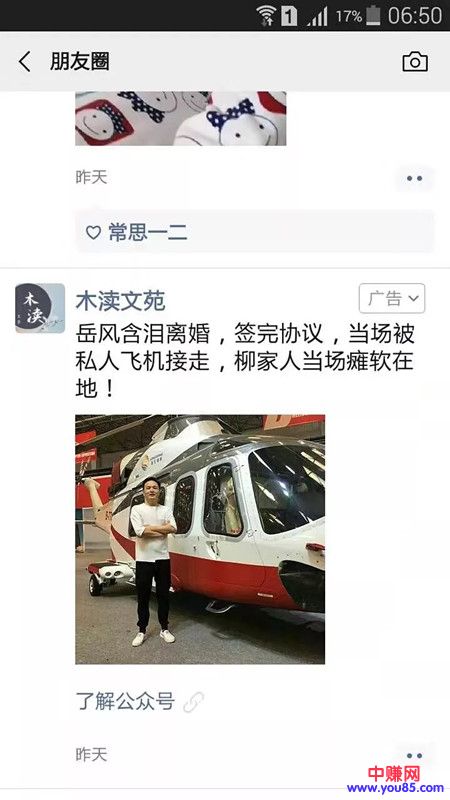 1 17% 06:50
朋友圈
昨天
常思一二
木渎
木渎文苑
广告
岳风含泪离婚，签完协议，当场被
私人飞机接走，柳家人当场瘫软在
地！
了解公众号
昨天
中赚网
www.you85.com